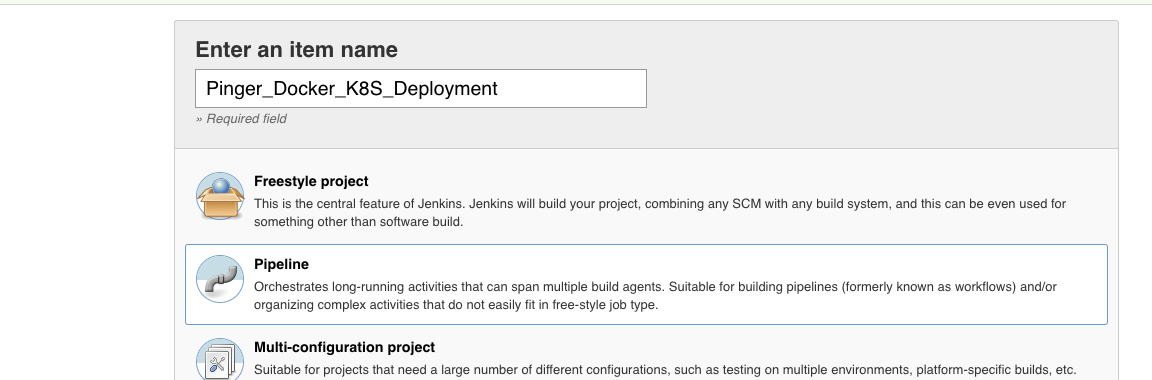 Enter an item name
Pinger_Docker_K8S_Deployment
» Required field
Freestyle project
This is the central feature of Jenkins. Jenkins will build your project, combining any SCM with any build system, and this can be even used for
something other than software build.
Pipeline
Orchestrates long-running activities that can span multiple build agents. Suitable for building pipelines (formerly known as workflows) and/or
organizing complex activities that do not easily fit in free-style job type.
Multi-configuration project
Suitable for projects that need a large number of different configurations, such as testing on multiple environments, platform-specific builds, etc.